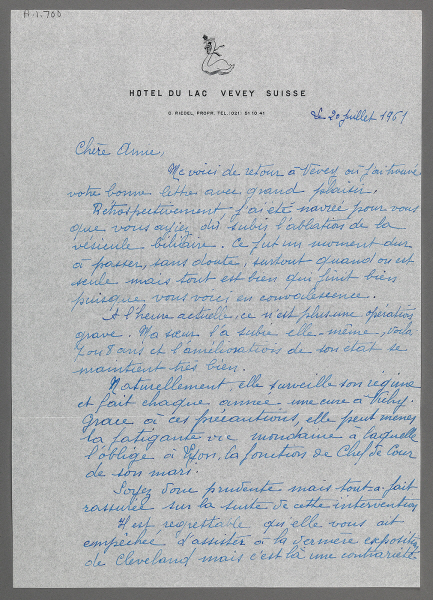 A.1.700
HOTEL DU LAC VEVEY SUISSE
O. RIEDEL, PROPR. TEL. (021) 51 10 41
Le 20 juillet 1961
Chère Anne,
Me voici de retour à Vevey où j'ai trouvé
votre bonne lettre avec grand plaisir.
Rétrospectivement, j'ai été navrée pour vous
que vous ayiez dû subir l'ablation de la
vésicule biliaire. Ce fut un moment dur
à passer, sans doute, surtout quand on est
seule mais tout est bien qui finit bien
puisque vous voici en convalescence.
A l'heure actuelle, ce n'est plus une opération
grave. Ma sœur l'a subie elle-même, voilà
7 ou 8 ans et l'amélioration de son état se
maintient très bien.
Naturellement, elle surveille son régime
et fait chaque année une cure à Vichy.
Grâce à ces précautions, elle peut mener
la fatigante vie mondaine à laquelle
l'oblige à Lyon, la fonction de Chef de Cour
de son mari.
Soyez donc prudente mais tout-à-fait
rassurée sur la suite de cette intervention
Il est regrettable qu'elle vous ait
empêchée d'assister à la dernière exposition
de Cleveland mais c'est là une contrariété